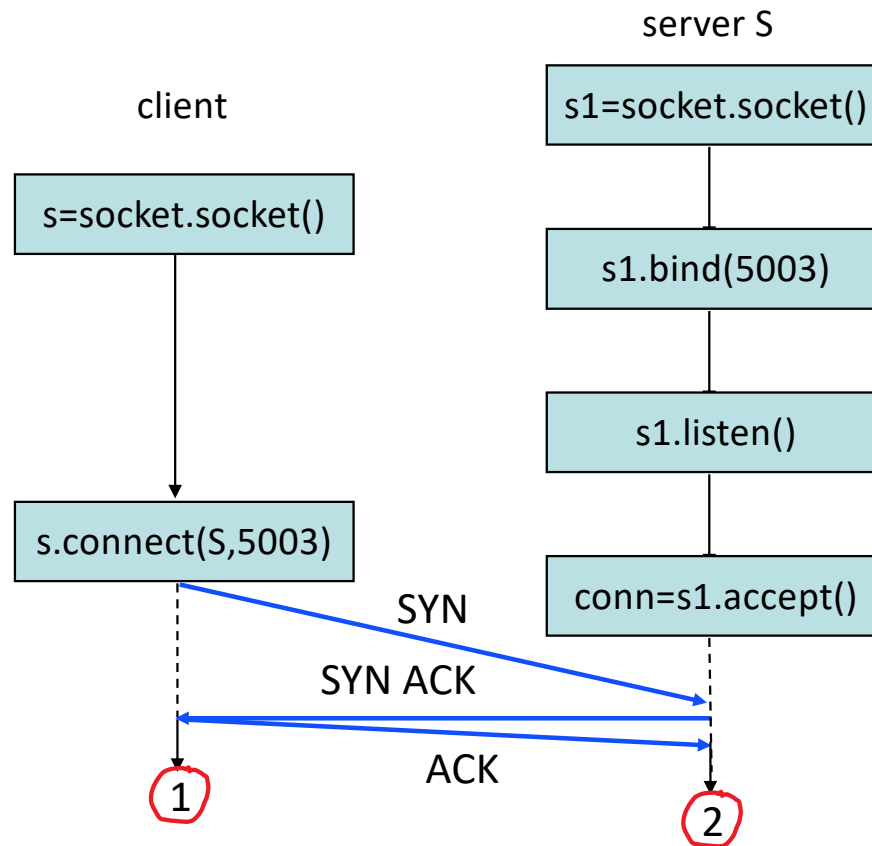 server S
client
s1=socket.socket()
s=socket.socket()
s1.bind(5003)
s1.listen()
s.connect(S,5003)
conn=s1.accept()
SYN
SYN ACK
ACK
1
2